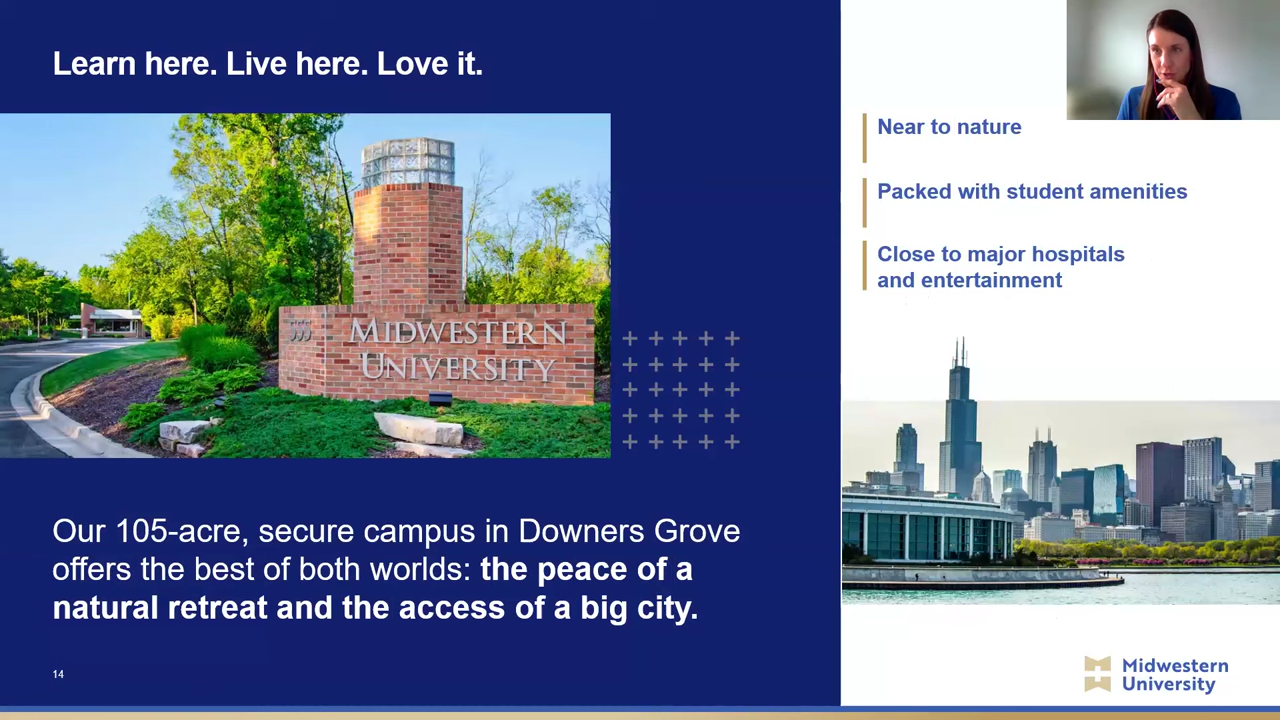 Learn here. Live here. Love it.
555
MIDWESTERN
UNIVERSITY
Our 105-acre, secure campus in Downers Grove
offers the best of both worlds: the peace of a
natural retreat and the access of a big city.
14
Near to nature
Packed with student amenities
Close to major hospitals
and entertainment
Midwestern
University